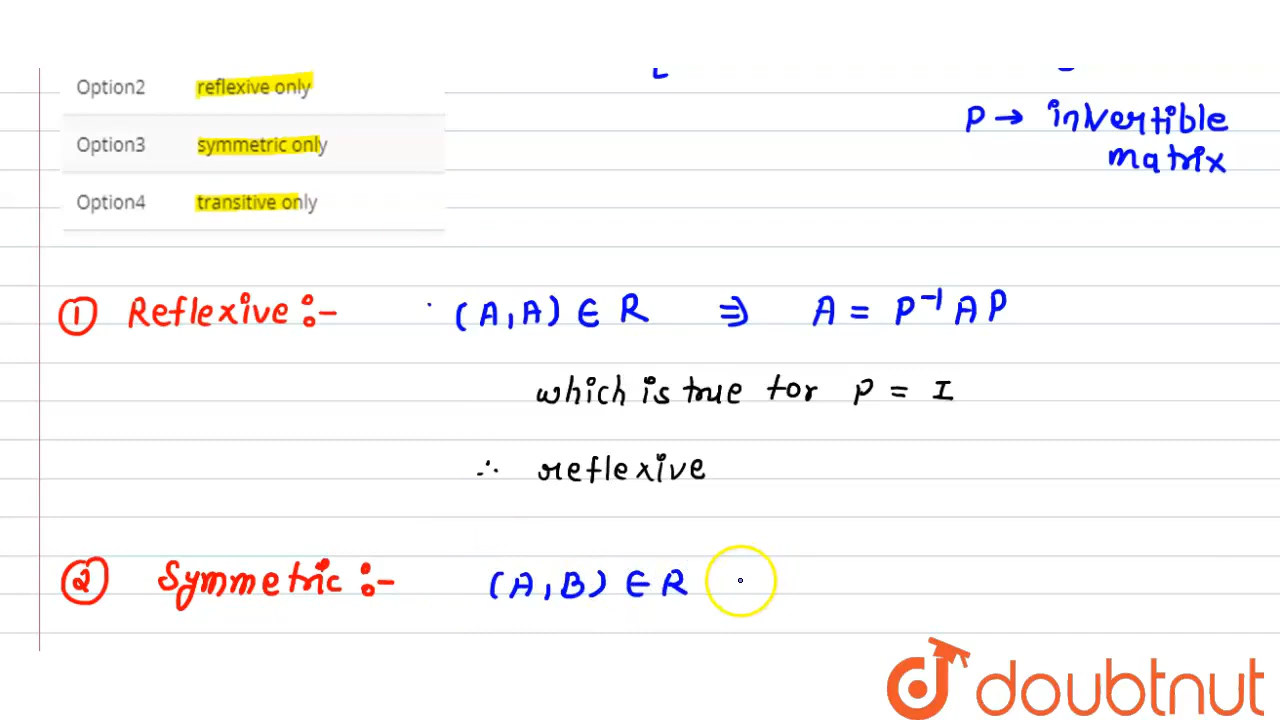 Option2 reflexive only
P → invertible
matrix
Option3 symmetric only
Option4 transitive only
① Reflexive :- (A, A) ∈ R ⇒ A = P⁻¹ A P
which is true for P = I
∴ reflexive
② Symmetric :- (A, B) ∈ R
doubtnut